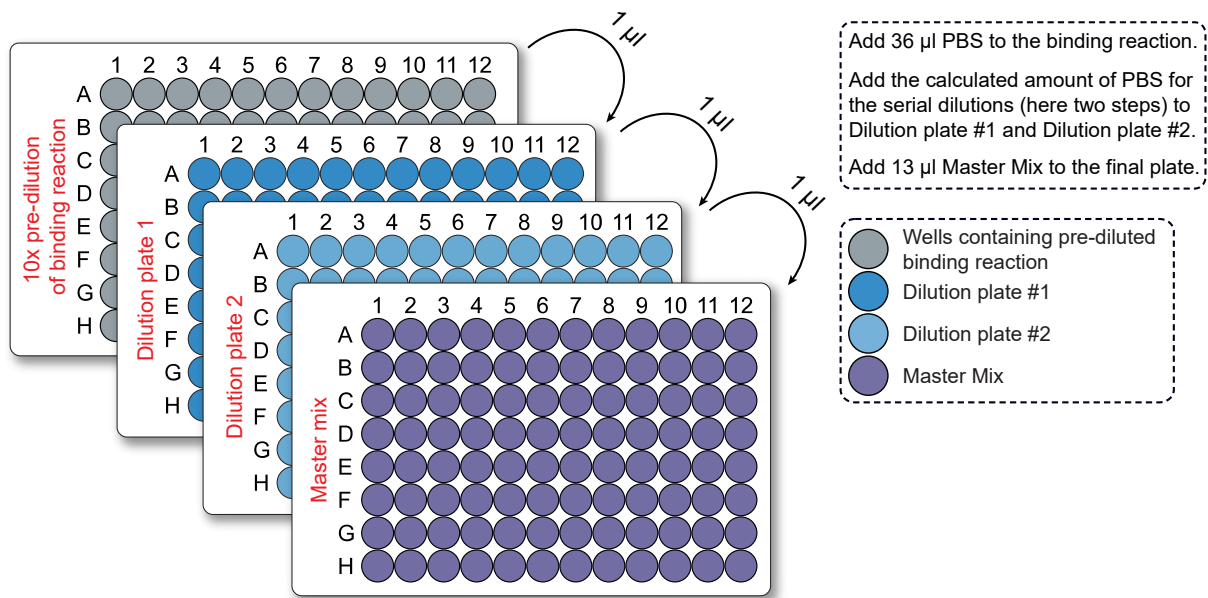 1 µl
1 µl
1 µl
10x pre-dilution
of binding reaction
1 2 3 4 5 6 7 8 9 10 11 12
A
B
C
D
E
F
G
H
Dilution plate 1
1 2 3 4 5 6 7 8 9 10 11 12
A
B
C
D
E
F
G
H
Dilution plate 2
1 2 3 4 5 6 7 8 9 10 11 12
A
B
C
D
E
F
G
H
Master mix
1 2 3 4 5 6 7 8 9 10 11 12
A
B
C
D
E
F
G
H
Add 36 µl PBS to the binding reaction.
Add the calculated amount of PBS for
the serial dilutions (here two steps) to
Dilution plate #1 and Dilution plate #2.
Add 13 µl Master Mix to the final plate.
Wells containing pre-diluted
binding reaction
Dilution plate #1
Dilution plate #2
Master Mix